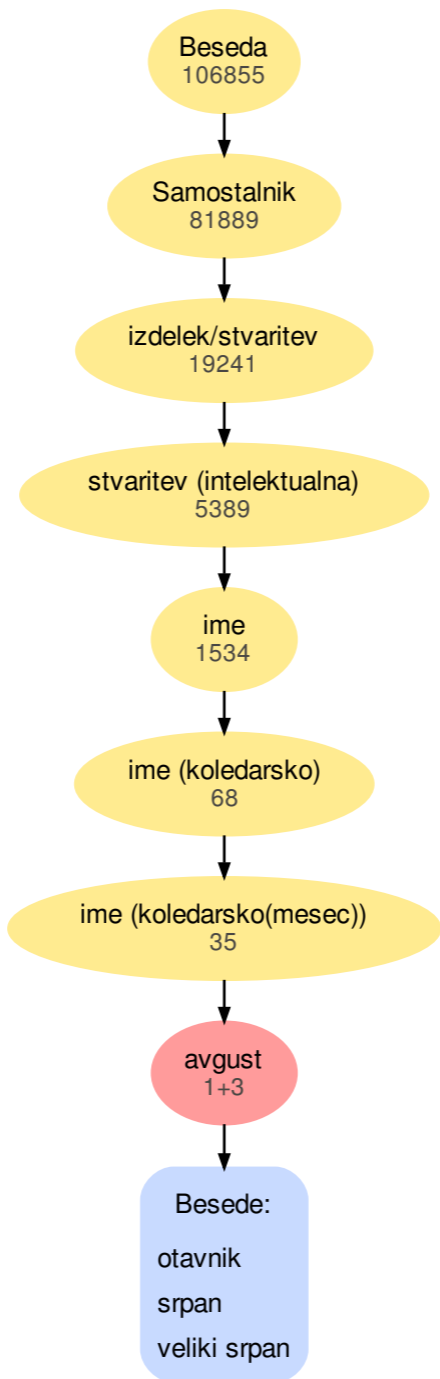 Beseda
106855
Samostalnik
81889
izdelek/stvaritev
19241
stvaritev (intelektualna)
5389
ime
1534
ime (koledarsko)
68
ime (koledarsko(mesec))
35
avgust
1+3
Besede:
otavnik
srpan
veliki srpan